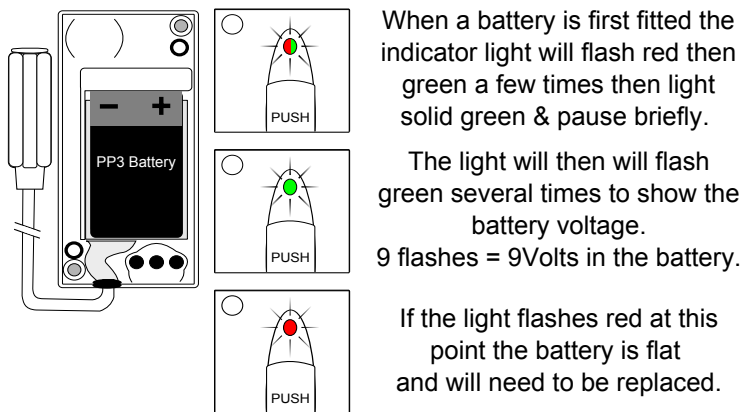 When a battery is first fitted the
indicator light will flash red then
green a few times then light
solid green & pause briefly.
PUSH
− +
PP3 Battery
The light will then will flash
green several times to show the
battery voltage.
9 flashes = 9Volts in the battery.
PUSH
If the light flashes red at this
point the battery is flat
and will need to be replaced.
PUSH